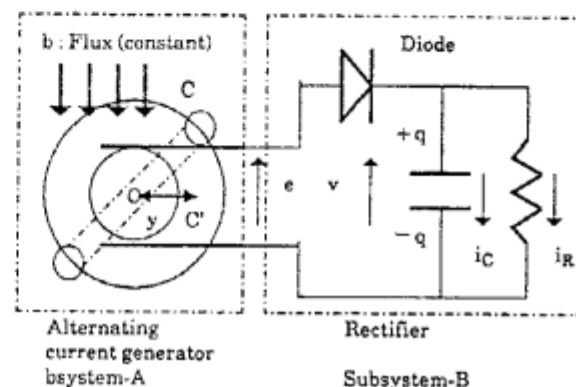 b : Flux (constant)
Diode
C
O
y
C'
e
v
+q
−q
iC
iR
Alternating
current generator
bsystem-A
Rectifier
Subsystem-B